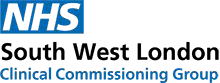 NHS
South West London
Clinical Commissioning Group